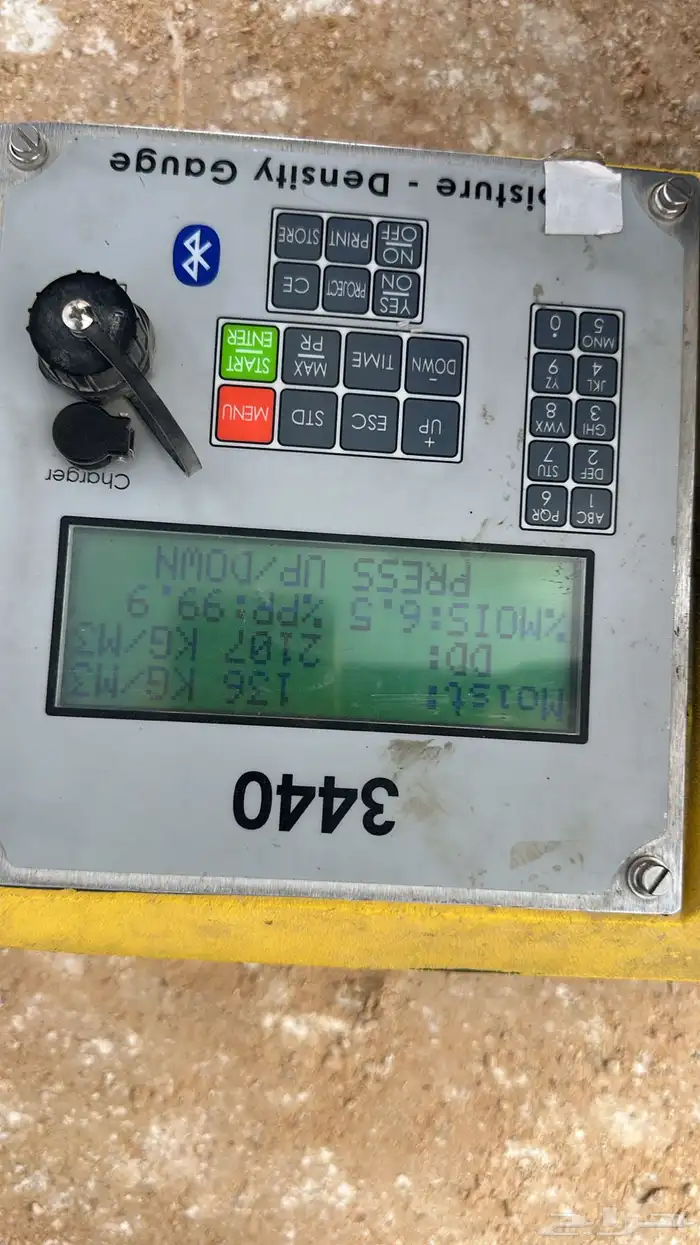 3440
Moist: 136 KG/M3
DD: 2107 KG/M3
%MOIS:6.5 %PR:99.9
PRESS UP/DOWN
Charger
ABC 1 PQR 6
DEF 2 STU 7
GHI 3 VWX 8
JKL 4 YZ 9
MNO 5 . 0
+ UP ESC STD MENU
- DOWN TIME MAX PR START ENTER
YES ON PROJECT CE
NO OFF PRINT STORE
oisture - Density Gauge
حراج